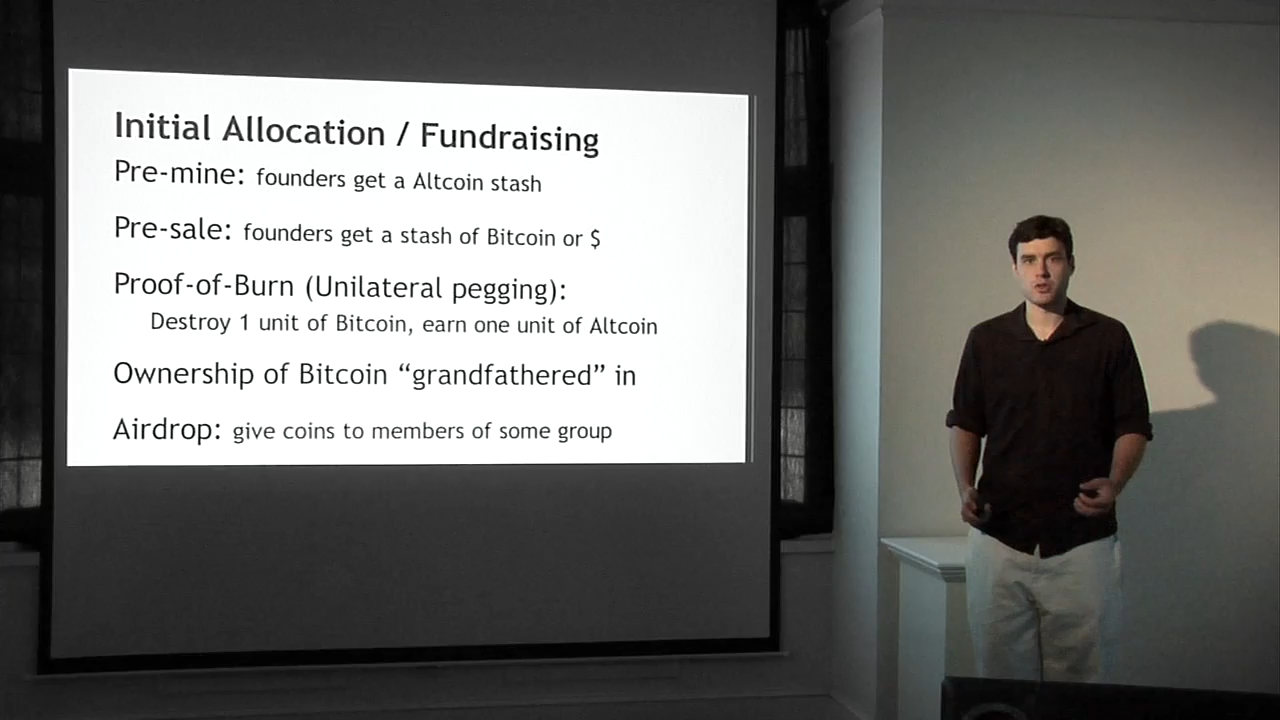 Initial Allocation / Fundraising
Pre-mine: founders get a Altcoin stash
Pre-sale: founders get a stash of Bitcoin or $
Proof-of-Burn (Unilateral pegging):
Destroy 1 unit of Bitcoin, earn one unit of Altcoin
Ownership of Bitcoin “grandfathered” in
Airdrop: give coins to members of some group